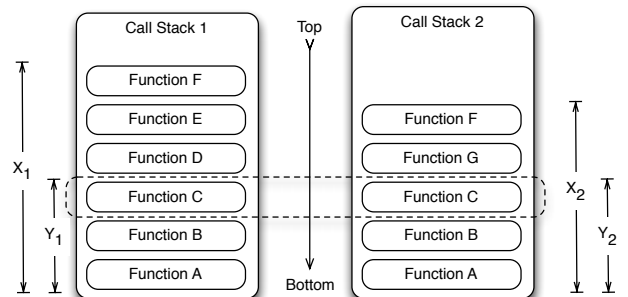 Call Stack 1
Top
Call Stack 2
Function F
Function E
Function F
Function D
Function G
X1
Function C
Function C
X2
Y1
Function B
Function B
Y2
Function A
Bottom
Function A